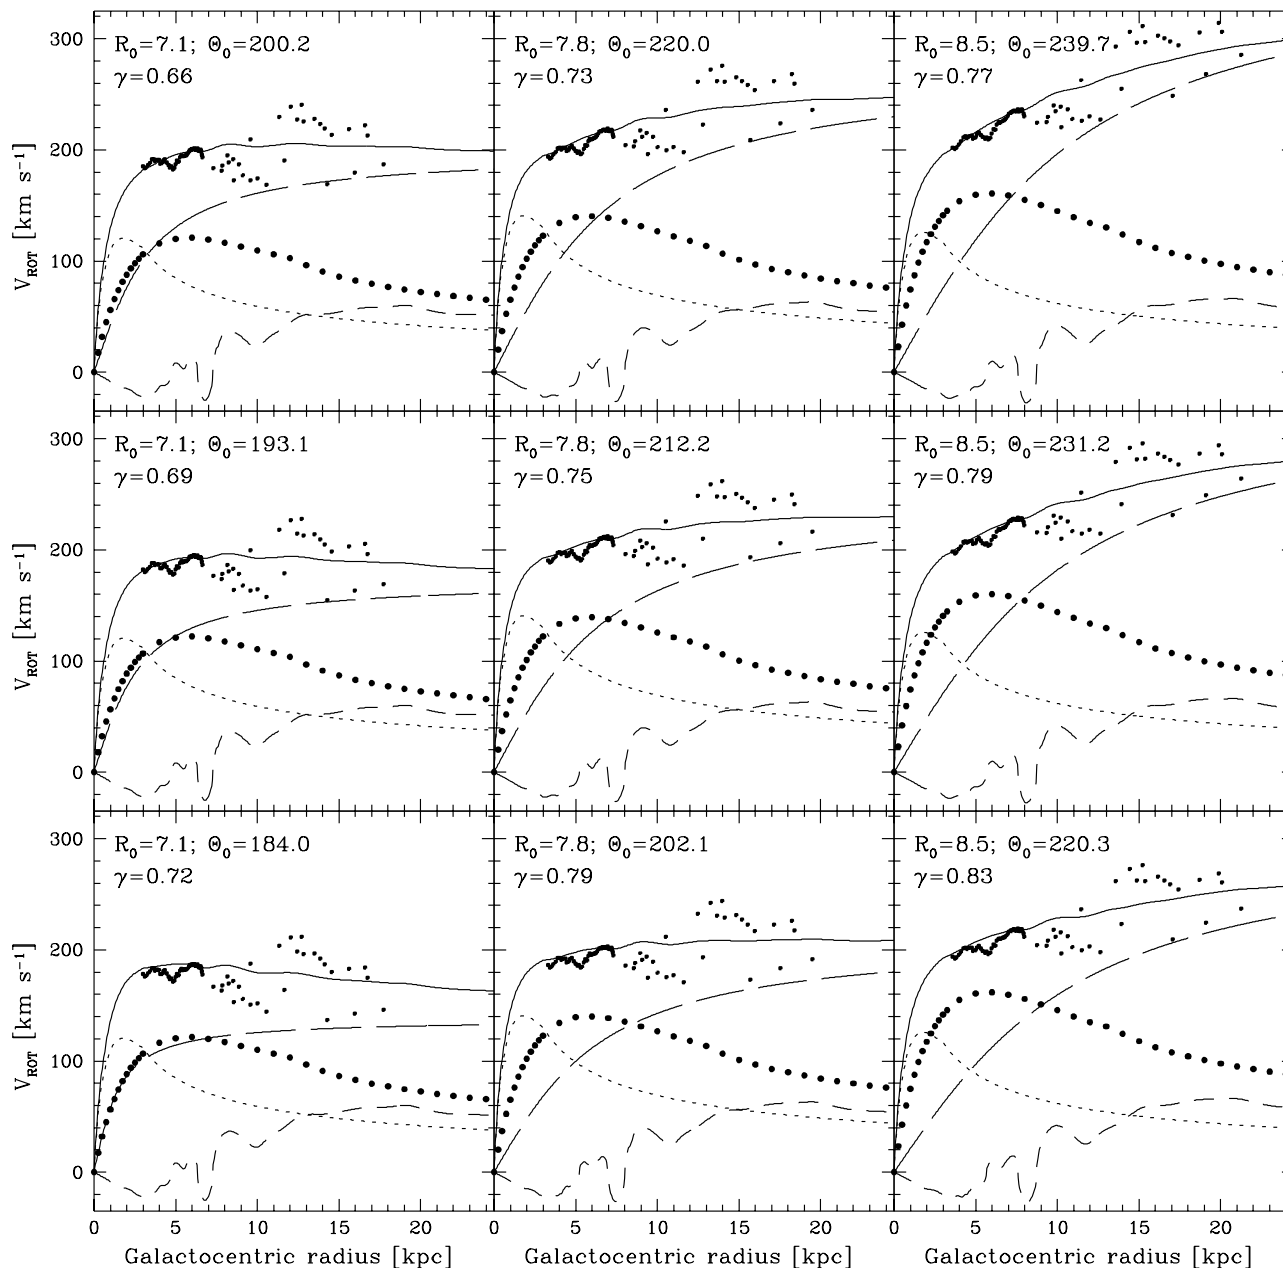 300
200
100
0
V_ROT [km s⁻¹]
R₀=7.1; Θ₀=200.2
γ=0.66
R₀=7.8; Θ₀=220.0
γ=0.73
R₀=8.5; Θ₀=239.7
γ=0.77
300
200
100
0
V_ROT [km s⁻¹]
R₀=7.1; Θ₀=193.1
γ=0.69
R₀=7.8; Θ₀=212.2
γ=0.75
R₀=8.5; Θ₀=231.2
γ=0.79
300
200
100
0
V_ROT [km s⁻¹]
R₀=7.1; Θ₀=184.0
γ=0.72
R₀=7.8; Θ₀=202.1
γ=0.79
R₀=8.5; Θ₀=220.3
γ=0.83
0 5 10 15 20 0 5 10 15 20 0 5 10 15 20
Galactocentric radius [kpc] Galactocentric radius [kpc] Galactocentric radius [kpc]